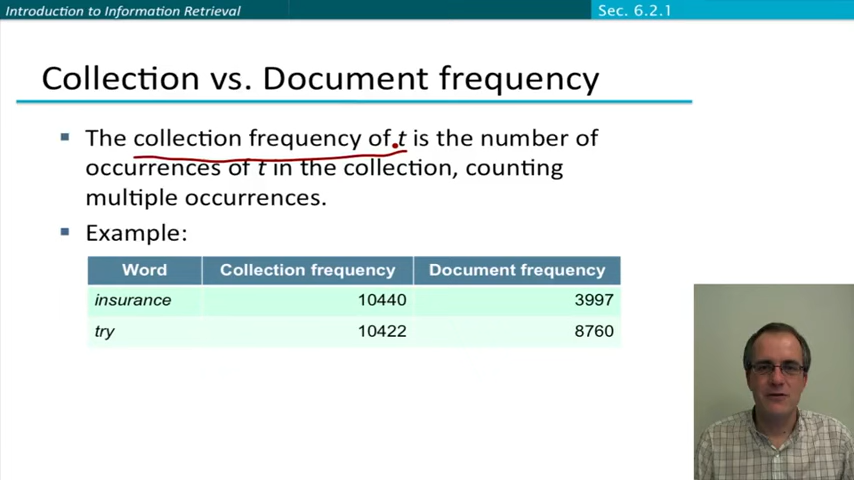 Introduction to Information Retrieval
Sec. 6.2.1
Collection vs. Document frequency
The collection frequency of t is the number of
occurrences of t in the collection, counting
multiple occurrences.
Example:
Word Collection frequency Document frequency
insurance 10440 3997
try 10422 8760